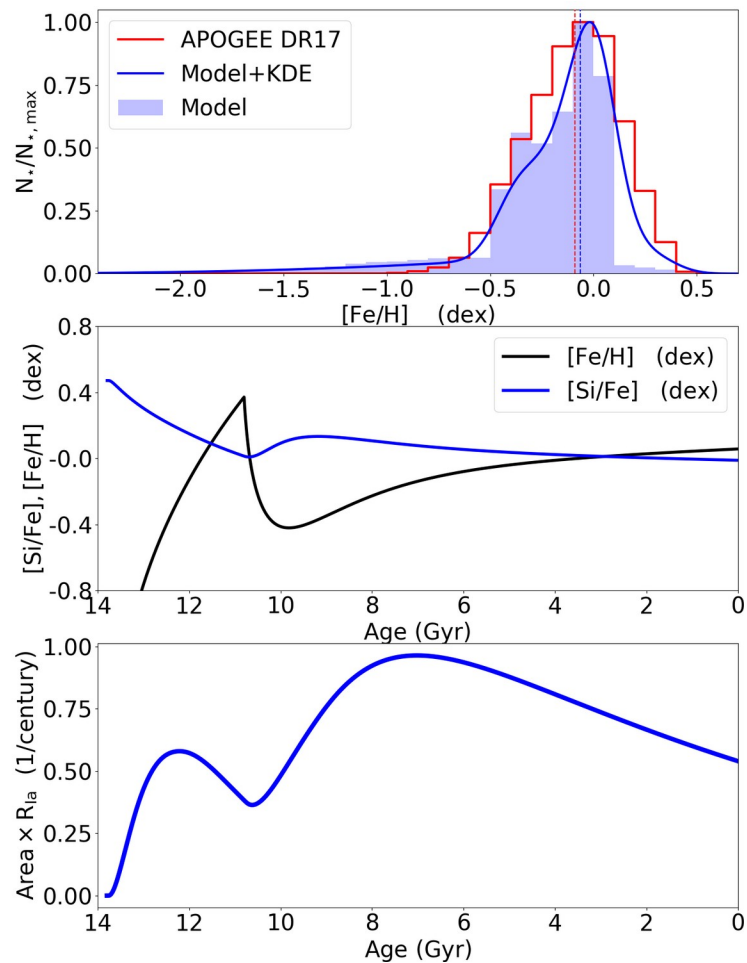 1.00
0.75
0.50
0.25
0.00
N⋆/N⋆,max
APOGEE DR17
Model+KDE
Model
−2.0 −1.5 −1.0 −0.5 0.0 0.5
[Fe/H] (dex)
0.8
0.4
-0.0
-0.4
-0.8
[Si/Fe], [Fe/H] (dex)
[Fe/H] (dex)
[Si/Fe] (dex)
14 12 10 8 6 4 2 0
Age (Gyr)
1.00
0.75
0.50
0.25
0.00
Area × RIa (1/century)
14 12 10 8 6 4 2 0
Age (Gyr)